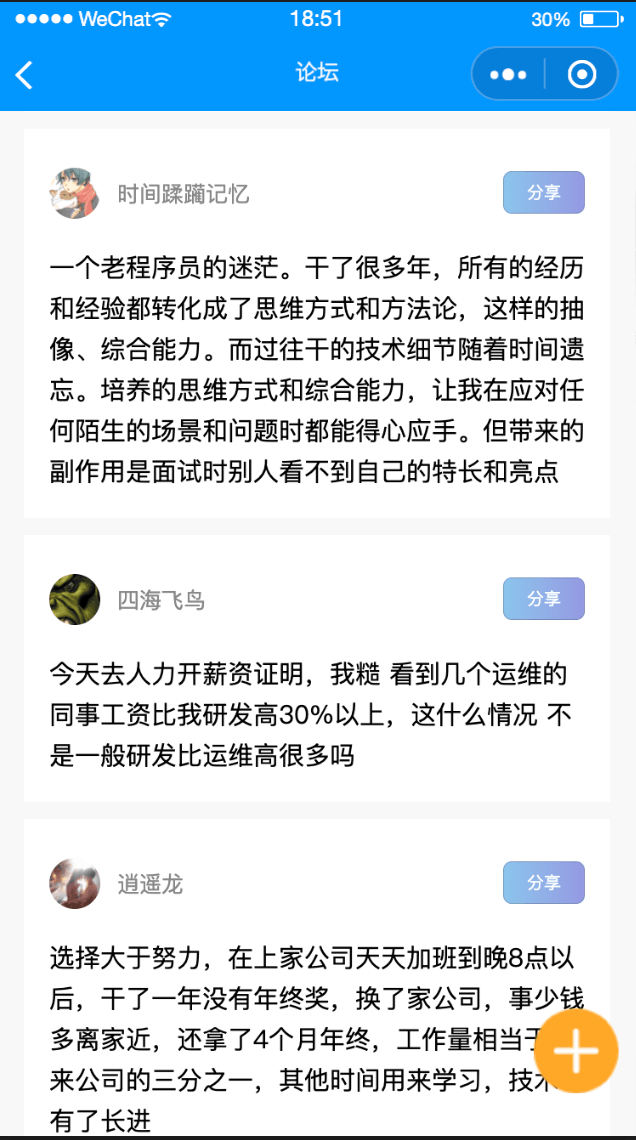 WeChat
18:51
30%
论坛
时间蹂躏记忆
分享
一个老程序员的迷茫。干了很多年，所有的经历
和经验都转化成了思维方式和方法论，这样的抽
像、综合能力。而过往干的技术细节随着时间遗
忘。培养的思维方式和综合能力，让我在应对任
何陌生的场景和问题时都能得心应手。但带来的
副作用是面试时别人看不到自己的特长和亮点
四海飞鸟
分享
今天去人力开薪资证明，我糙 看到几个运维的
同事工资比我研发高30%以上，这什么情况 不
是一般研发比运维高很多吗
逍遥龙
分享
选择大于努力，在上家公司天天加班到晚8点以
后，干了一年没有年终奖，换了家公司，事少钱
多离家近，还拿了4个月年终，工作量相当于
来公司的三分之一，其他时间用来学习，技术
有了长进